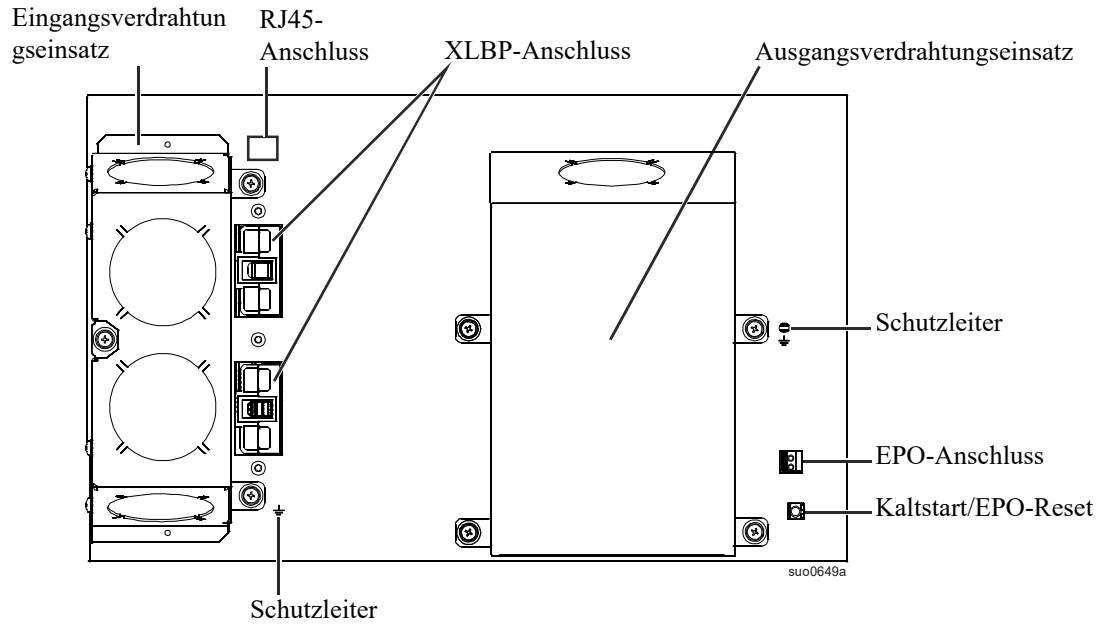 Eingangsverdrahtun
gseinsatz
RJ45-
Anschluss
XLBP-Anschluss
Ausgangsverdrahtungseinsatz
Schutzleiter
EPO-Anschluss
Kaltstart/EPO-Reset
suo0649a
Schutzleiter